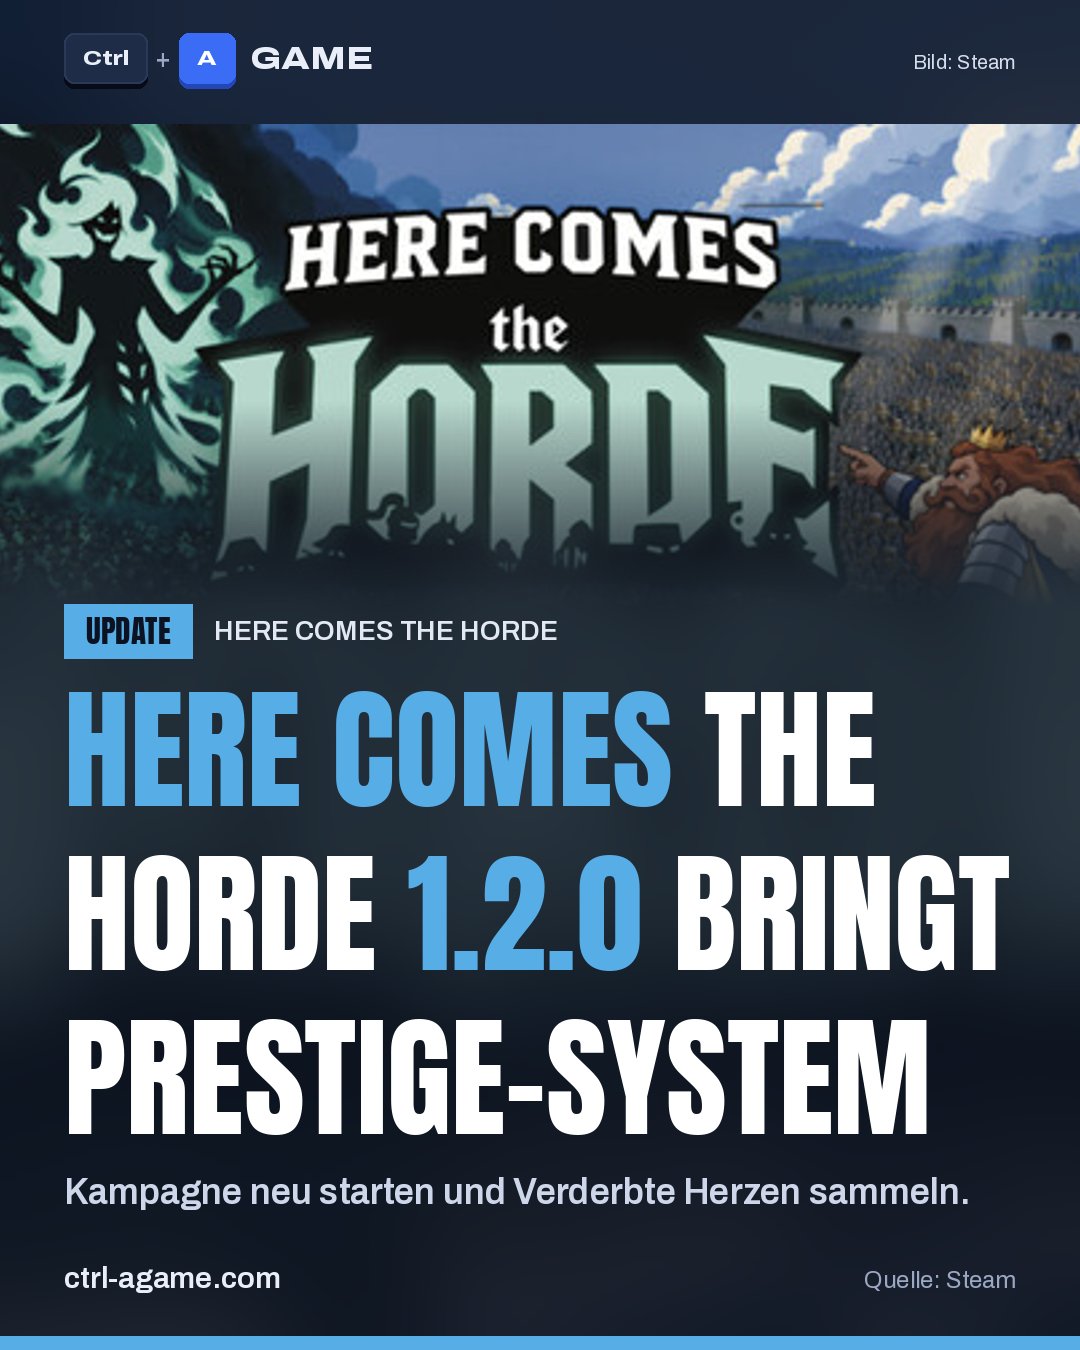 Ctrl + A GAME
Bild: Steam
HERE COMES
the
HORDE
UPDATE
HERE COMES THE HORDE
HERE COMES THE
HORDE 1.2.0 BRINGT
PRESTIGE-SYSTEM
Kampagne neu starten und Verderbte Herzen sammeln.
ctrl-agame.com
Quelle: Steam